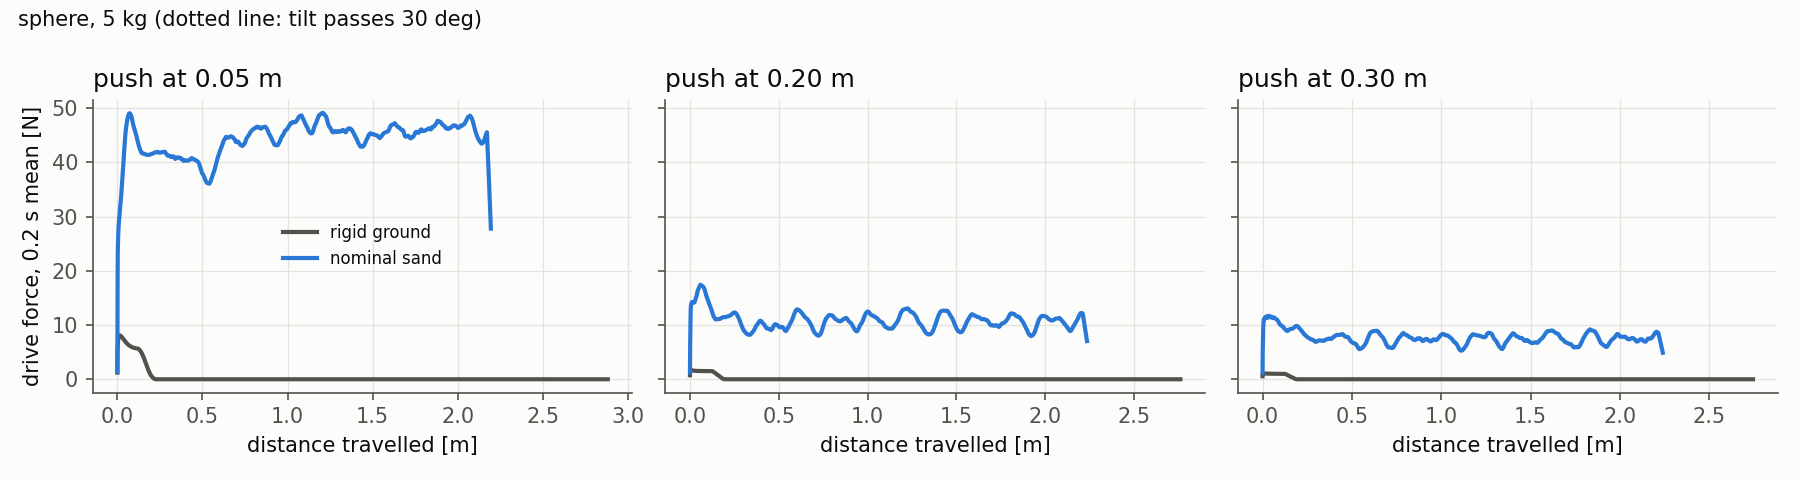 sphere, 5 kg (dotted line: tilt passes 30 deg)
push at 0.05 m
push at 0.20 m
push at 0.30 m
drive force, 0.2 s mean [N]
50
40
30
20
10
0
rigid ground
nominal sand
0.0 0.5 1.0 1.5 2.0 2.5 3.0
0.0 0.5 1.0 1.5 2.0 2.5
0.0 0.5 1.0 1.5 2.0 2.5
distance travelled [m]
distance travelled [m]
distance travelled [m]